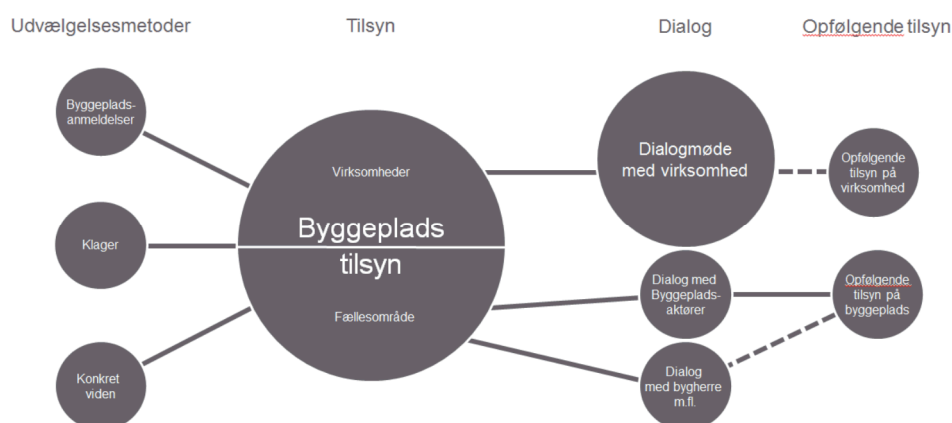 Udvælgelsesmetoder
Tilsyn
Dialog
Opfølgende tilsyn
Byggeplads-
anmeldelser
Klager
Konkret
viden
Virksomheder
Byggeplads
tilsyn
Fællesområde
Dialogmøde
med virksomhed
Dialog med
Byggeplads-
aktører
Dialog
med bygherre
m.fl.
Opfølgende
tilsyn på
virksomhed
Opfølgende
tilsyn på
byggeplads